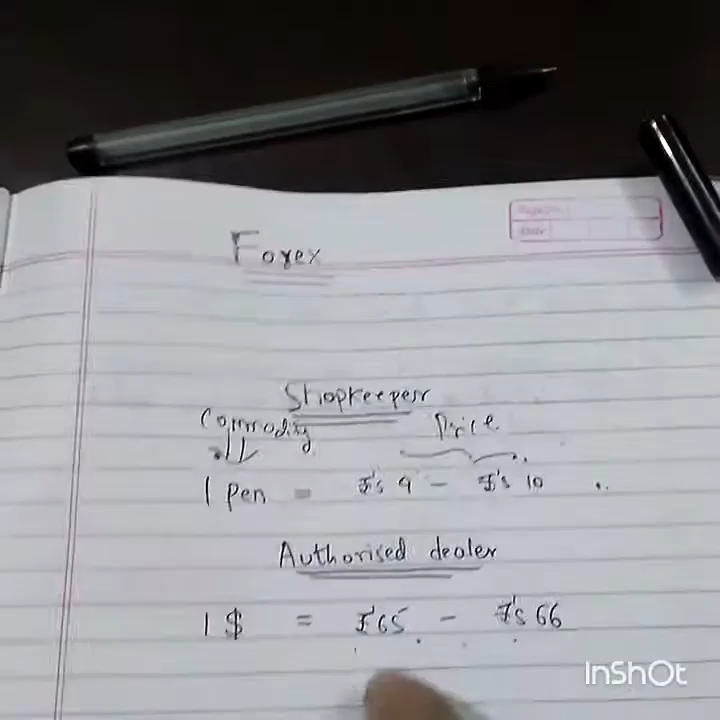 Forex
Shopkeeper
Commodity Price
1 Pen = ₹'s 9 - ₹'s 10
Authorised dealer
1 $ = ₹'65 - ₹'s 66
InShOt